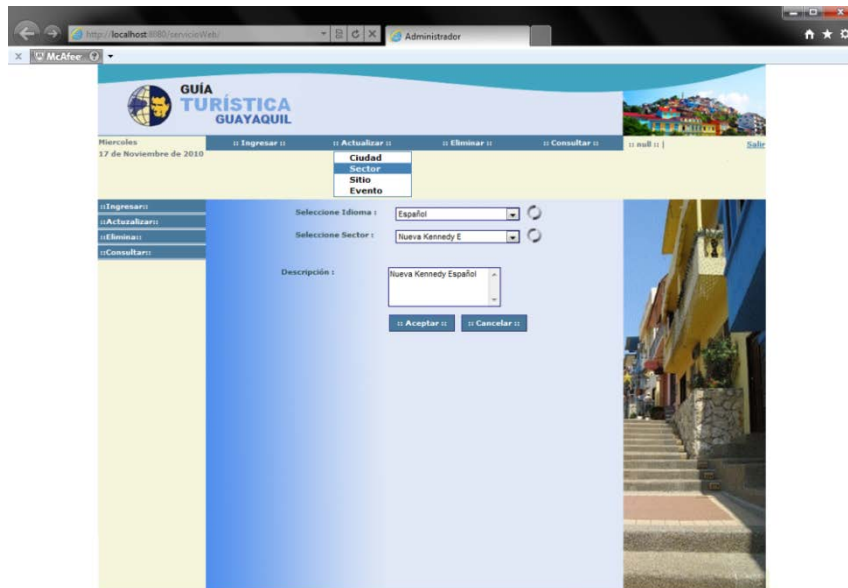 http://localhost:8080/servicioWeb/
Administrador
X McAfee
GUÍA
TURÍSTICA
GUAYAQUIL
Miercoles
17 de Noviembre de 2010
:: Ingresar :: :: Actualizar :: :: Eliminar :: :: Consultar :: :: null :: | Salir
Ciudad
Sector
Sitio
Evento
::Ingresar::
::Actuzalizar::
::Elimina::
::Consultar::
Seleccione Idioma : Español
Seleccione Sector : Nueva Kennedy E
Descripción : Nueva Kennedy Español
:: Aceptar :: :: Cancelar ::